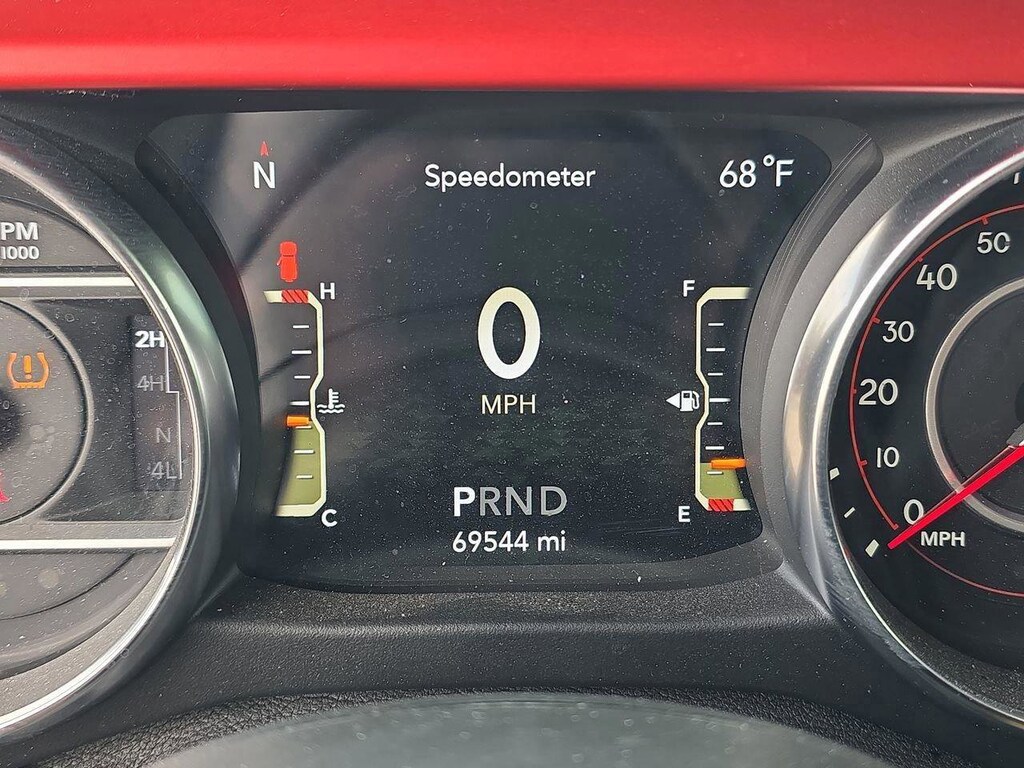 N
Speedometer
68°F
PM
1000
2H
4H
N
4L
H
C
0
MPH
PRND
69544 mi
F
E
50
40
30
20
10
0
MPH